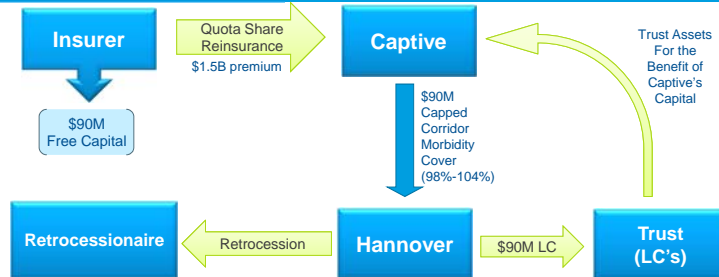 Insurer
Quota Share
Reinsurance
$1.5B premium
Captive
Trust Assets
For the
Benefit of
Captive's
Capital
$90M
Free Capital
$90M
Capped
Corridor
Morbidity
Cover
(98%-104%)
Retrocessionaire
Retrocession
Hannover
$90M LC
Trust
(LC's)